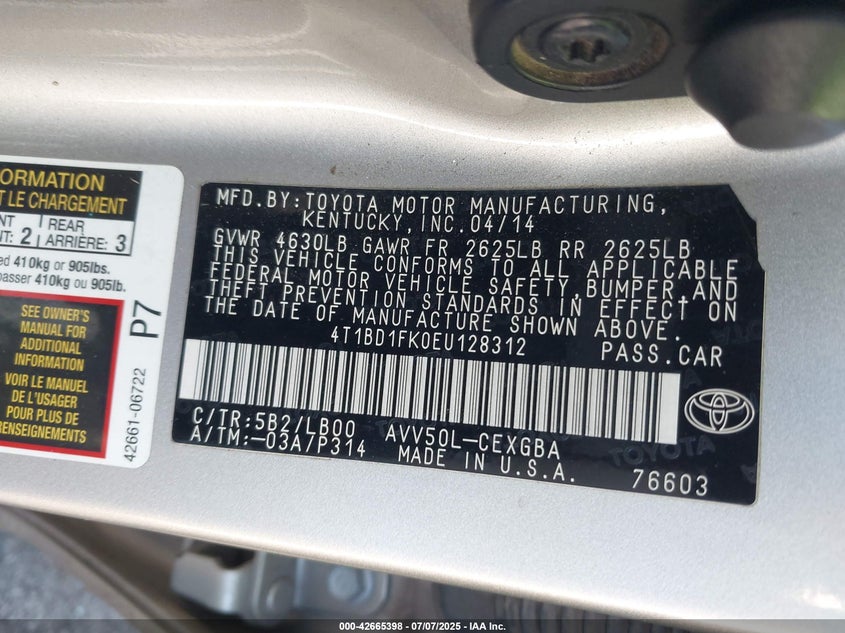 ORMATION
T LE CHARGEMENT
NT
T: 2
REAR
ARRIÈRE: 3
ed 410kg or 905lbs.
passer 410 kg ou 905lb.
SEE OWNER'S
MANUAL FOR
ADDITIONAL
INFORMATION
VOIR LE MANUEL
DE L'USAGER
POUR PLUS DE
RENSEIGNEMENTS
P7
42661-06722
MFD.BY:TOYOTA MOTOR MANUFACTURING,
KENTUCKY,INC.04/14
GVWR 4630LB GAWR FR 2625LB RR 2625LB
THIS VEHICLE CONFORMS TO ALL APPLICABLE
FEDERAL MOTOR VEHICLE SAFETY,BUMPER,AND
THEFT PREVENTION STANDARDS IN EFFECT ON
THE DATE OF MANUFACTURE SHOWN ABOVE.
4T1BD1FK0EU128312 PASS.CAR
C/TR:5B2/LB00 AVV50L-CEXGBA
A/TM:-03A7P314 MADE IN U.S.A. 76603
TOYOTA
000-42665398 - 07/07/2025 - IAA Inc.